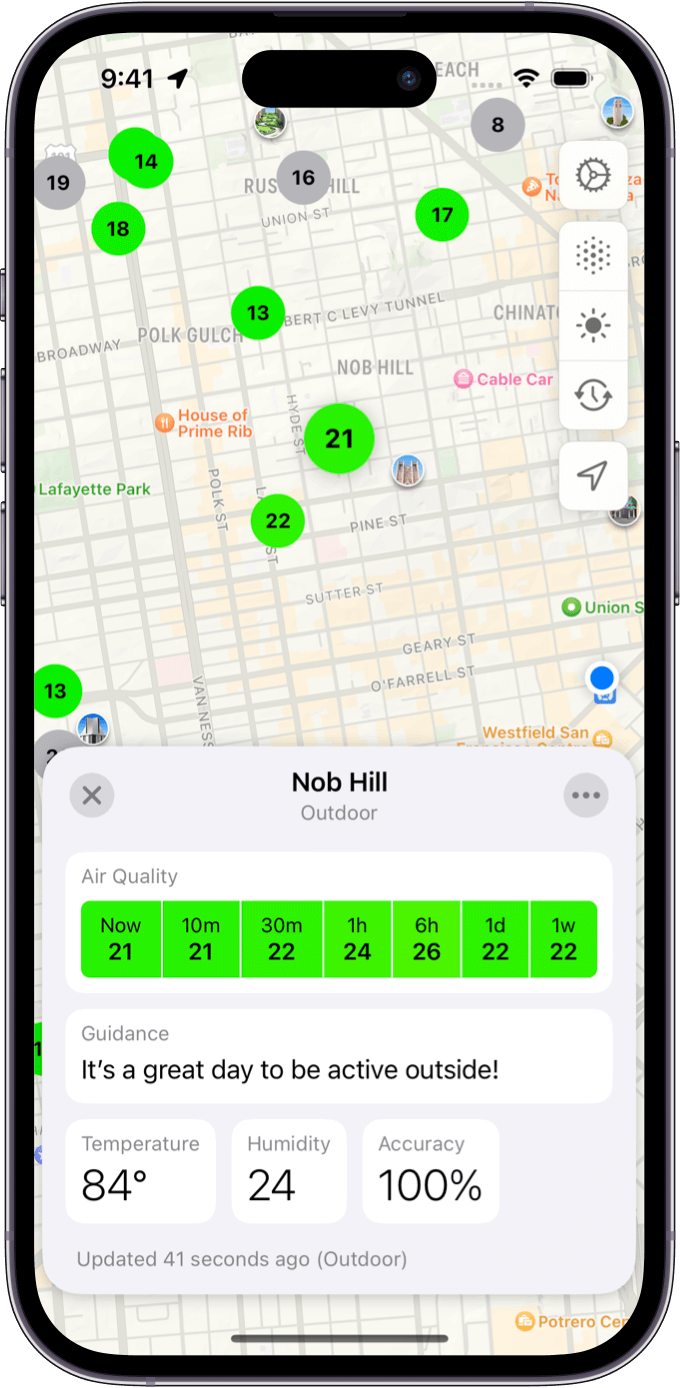 9:41
EACH
8
14
19
16
RUS HILL
18
UNION ST
17
13
BERT C LEVY TUNNEL
CHINATO
POLK GULCH
BROADWAY
NOB HILL
Cable Car
House of
Prime Rib
HYDE ST
21
Lafayette Park
POLK ST
22
PINE ST
SUTTER ST
Union S
GEARY ST
O'FARRELL ST
13
VAN NESS
Westfield San
Nob Hill
Outdoor
Air Quality
Now 10m 30m 1h 6h 1d 1w
21 21 22 24 26 22 22
Guidance
It's a great day to be active outside!
Temperature Humidity Accuracy
84° 24 100%
Updated 41 seconds ago (Outdoor)
Potrero Cen